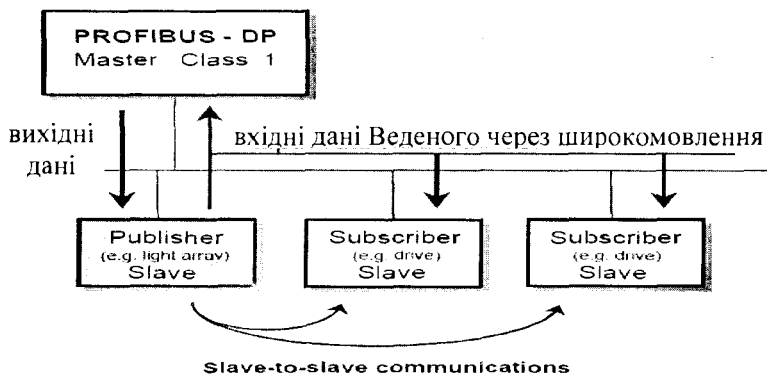 PROFIBUS - DP
Master Class 1
вихідні
дані
вхідні дані Веденого через широкомовлення
Publisher
(e.g. light array)
Slave
Subscriber
(e.g. drive)
Slave
Subscriber
(e.g. drive)
Slave
Slave-to-slave communications